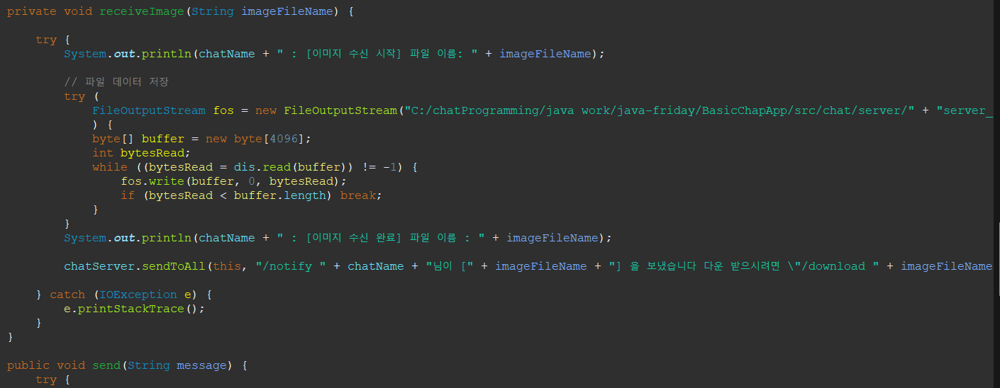 private void receiveImage(String imageFileName) {
try {
System.out.println(chatName + " : [이미지 수신 시작] 파일 이름: " + imageFileName);
// 파일 데이터 저장
try (
FileOutputStream fos = new FileOutputStream("C:/chatProgramming/java work/java-friday/BasicChapApp/src/chat/server/" + "server_
) {
byte[] buffer = new byte[4096];
int bytesRead;
while ((bytesRead = dis.read(buffer)) != -1) {
fos.write(buffer, 0, bytesRead);
if (bytesRead < buffer.length) break;
}
}
System.out.println(chatName + " : [이미지 수신 완료] 파일 이름 : " + imageFileName);
chatServer.sendToAll(this, "/notify " + chatName + "님이 [" + imageFileName + "] 을 보냈습니다 다운 받으시려면 \"/download " + imageFileName
} catch (IOException e) {
e.printStackTrace();
}
}
public void send(String message) {
try {